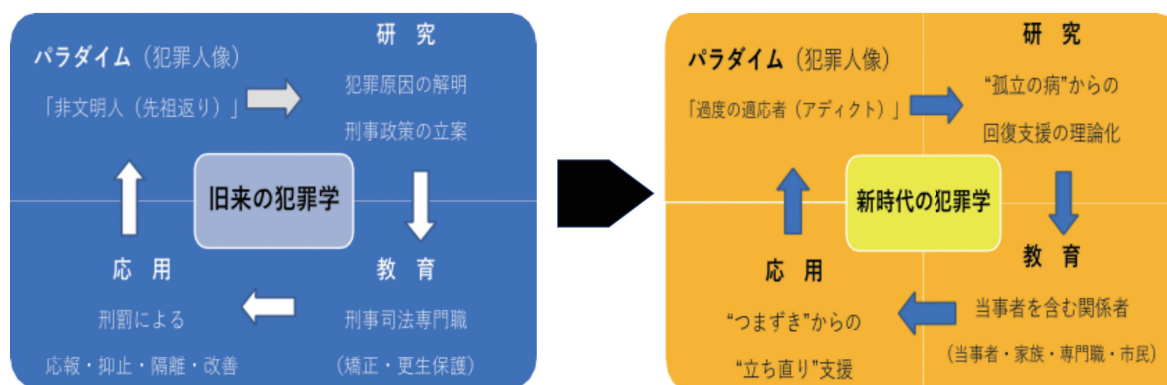 パラダイム（犯罪人像）
「非文明人（先祖返り）」
研 究
犯罪原因の解明
刑事政策の立案
旧来の犯罪学
応 用
刑罰による
応報・抑止・隔離・改善
教 育
刑事司法専門職
（矯正・更生保護）
パラダイム（犯罪人像）
「過度の適応者（アディクト）」
研 究
“孤立の病”からの
回復支援の理論化
新時代の犯罪学
応 用
“つまずき”からの
“立ち直り”支援
教 育
当事者を含む関係者
（当事者・家族・専門職・市民）